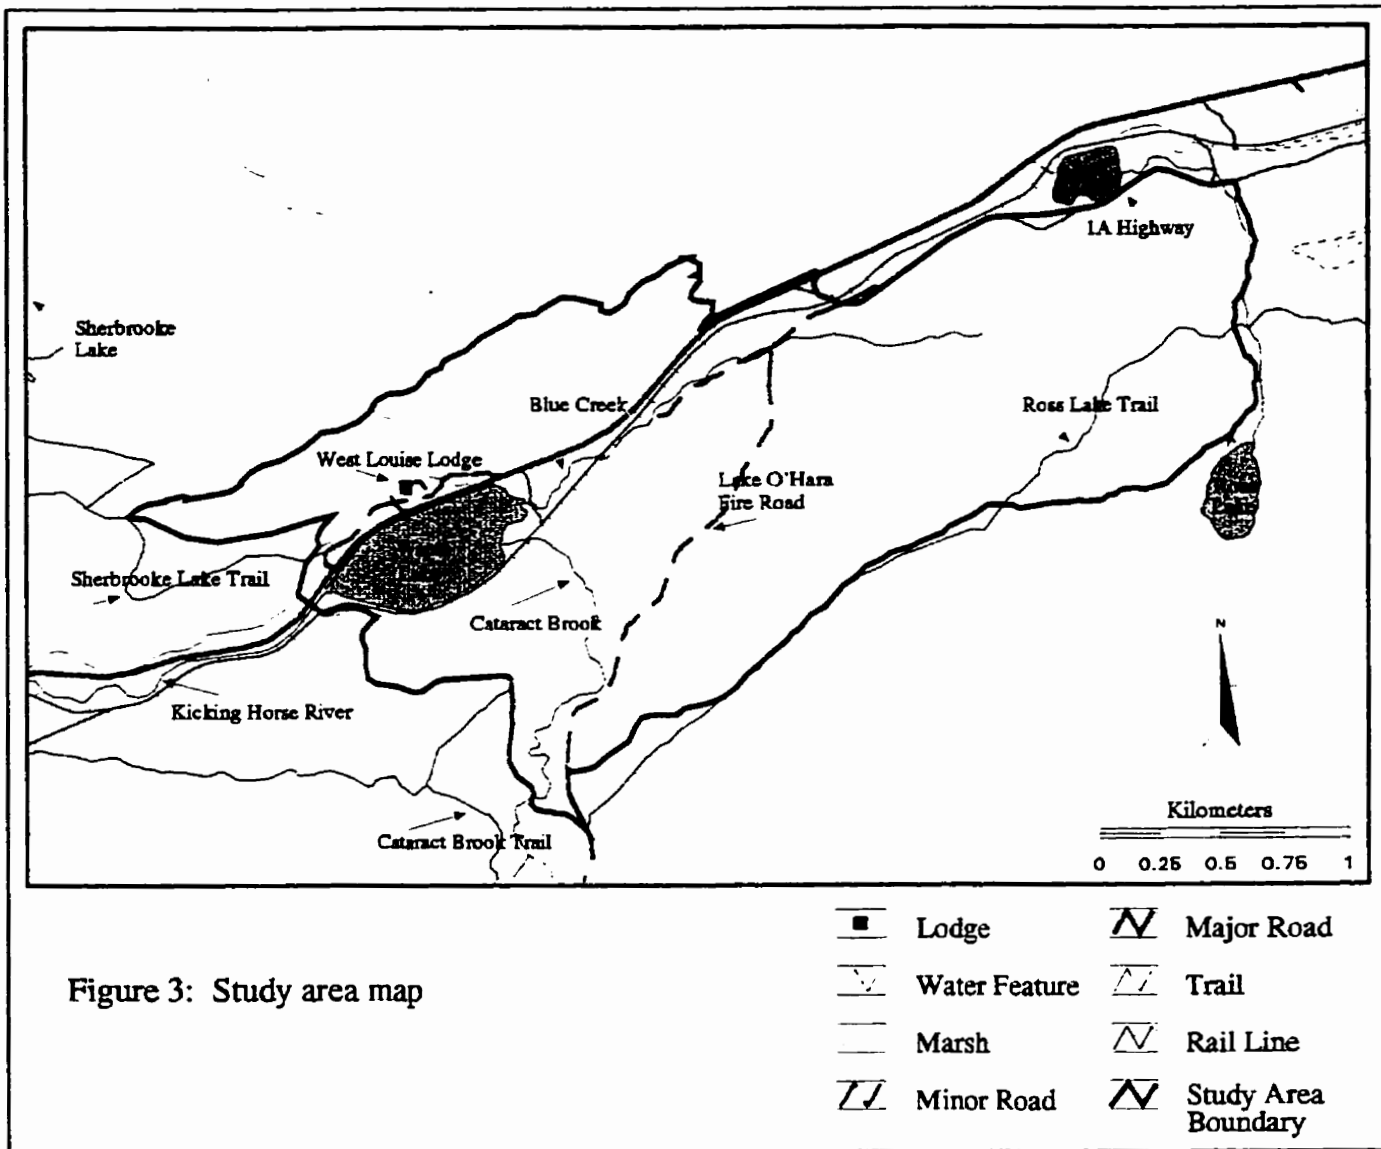 1A Highway
Sherbrooke
Lake
Blue Creek
Ross Lake Trail
West Louise Lodge
Lake O'Hara
Fire Road
Sherbrooke Lake Trail
Cataract Brook
N
Kicking Horse River
Kilometers
Cataract Brook Trail
0 0.25 0.5 0.75 1
Lodge
Major Road
Figure 3: Study area map
Water Feature
Trail
Marsh
Rail Line
Minor Road
Study Area
Boundary